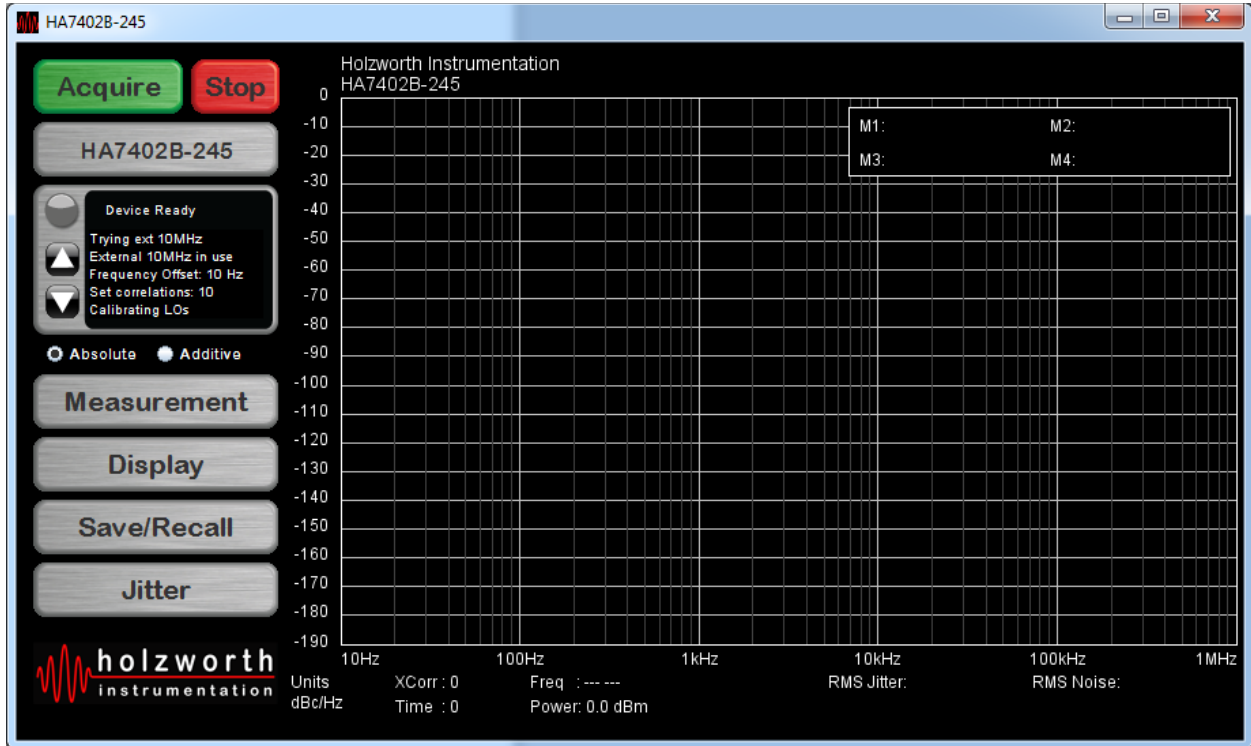 HA7402B-245
Acquire Stop
HA7402B-245
Device Ready
Trying ext 10MHz
External 10MHz in use
Frequency Offset: 10 Hz
Set correlations: 10
Calibrating LOs
Absolute Additive
Measurement
Display
Save/Recall
Jitter
holzworth
instrumentation
Holzworth Instrumentation
HA7402B-245
M1: M2:
M3: M4:
0
-10
-20
-30
-40
-50
-60
-70
-80
-90
-100
-110
-120
-130
-140
-150
-160
-170
-180
-190
10Hz 100Hz 1kHz 10kHz 100kHz 1MHz
Units XCorr : 0 Freq : --- --- RMS Jitter: RMS Noise:
dBc/Hz Time : 0 Power: 0.0 dBm